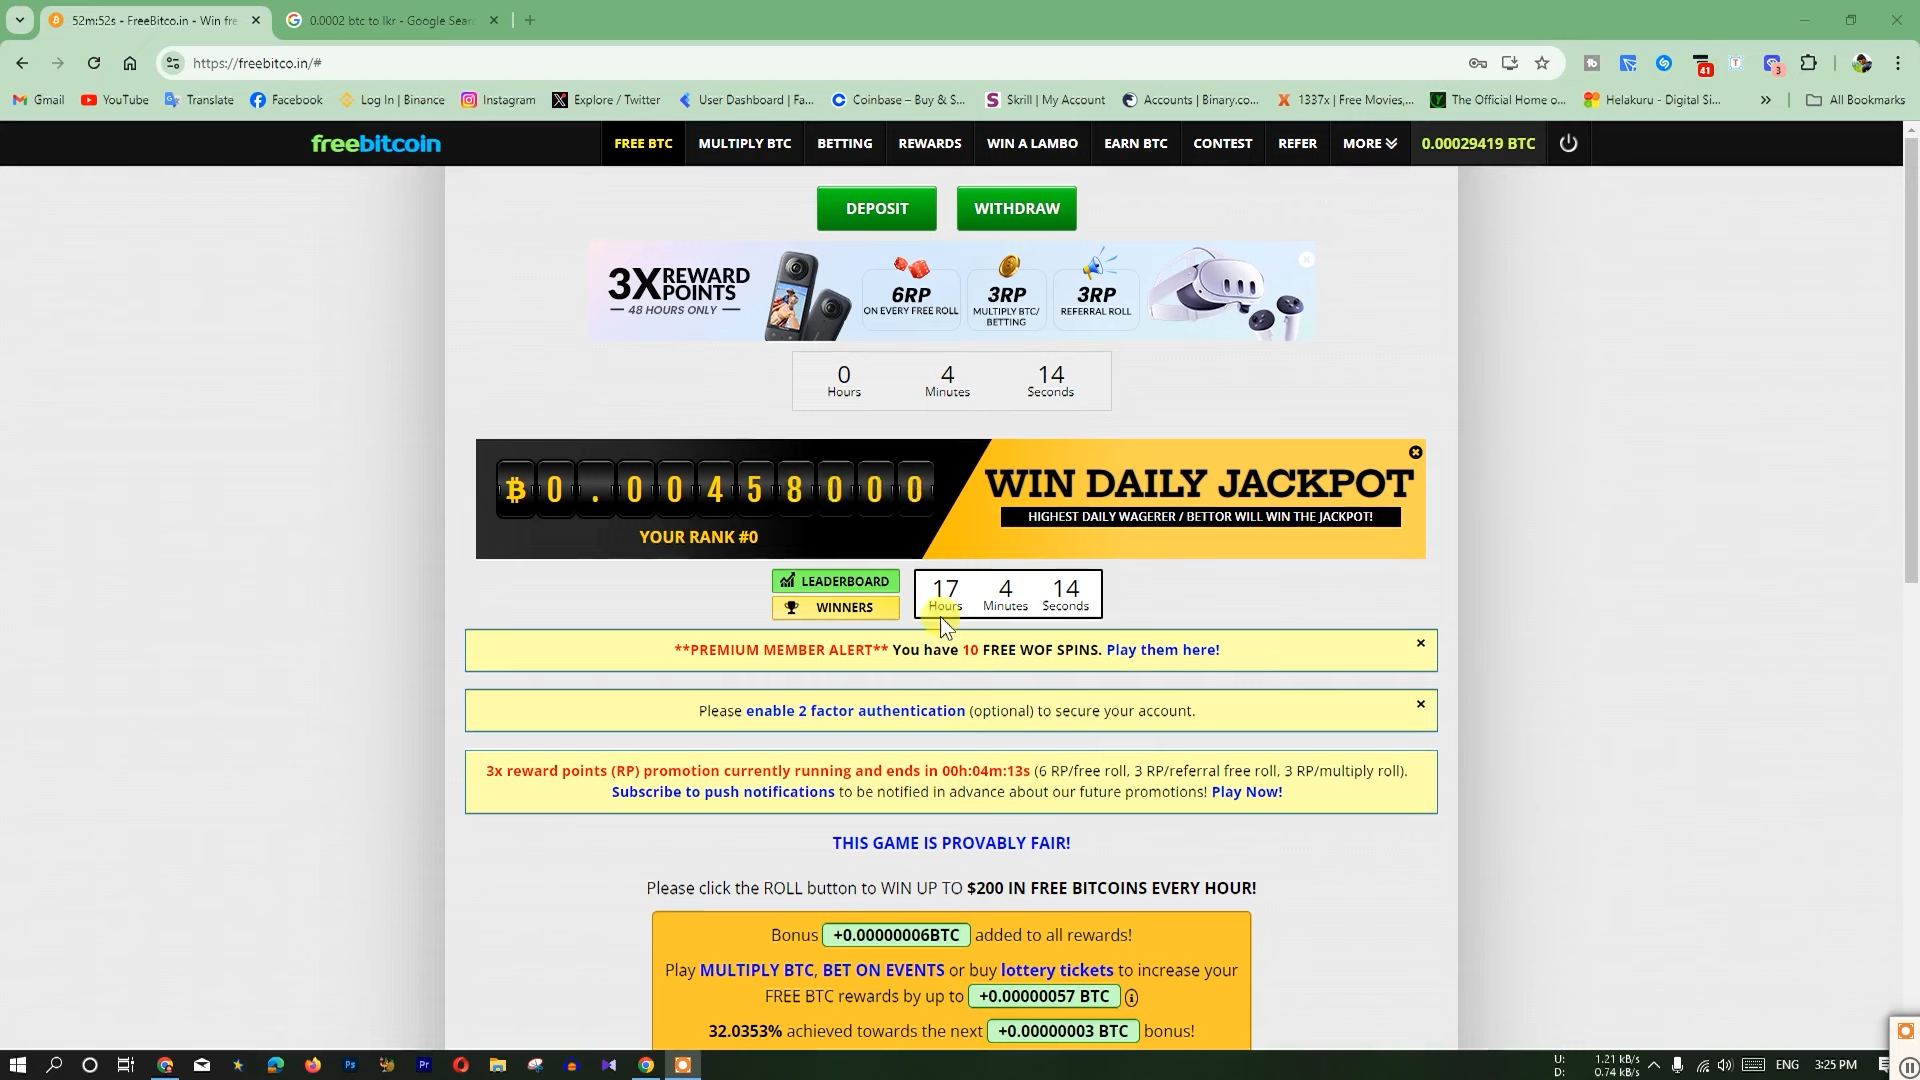 52m:52s - FreeBitco.in - Win fre
0.0002 btc to lkr - Google Sear
https://freebitco.in/#
41
3
Gmail
YouTube
Translate
Facebook
Log In | Binance
Instagram
Explore / Twitter
User Dashboard | Fa...
Coinbase – Buy & S...
Skrill | My Account
Accounts | Binary.co...
1337x | Free Movies,...
The Official Home o...
Helakuru - Digital Si...
All Bookmarks
freebitcoin
FREE BTC
MULTIPLY BTC
BETTING
REWARDS
WIN A LAMBO
EARN BTC
CONTEST
REFER
MORE
0.00029419 BTC
DEPOSIT
WITHDRAW
3X REWARD POINTS
48 HOURS ONLY
6RP
ON EVERY FREE ROLL
3RP
MULTIPLY BTC/
BETTING
3RP
REFERRAL ROLL
0 4 14
Hours Minutes Seconds
₿0.00458000
YOUR RANK #0
WIN DAILY JACKPOT
HIGHEST DAILY WAGERER / BETTOR WILL WIN THE JACKPOT!
LEADERBOARD
WINNERS
17 4 14
Hours Minutes Seconds
**PREMIUM MEMBER ALERT** You have 10 FREE WOF SPINS. Play them here!
Please enable 2 factor authentication (optional) to secure your account.
3x reward points (RP) promotion currently running and ends in 00h:04m:13s (6 RP/free roll, 3 RP/referral free roll, 3 RP/multiply roll).
Subscribe to push notifications to be notified in advance about our future promotions! Play Now!
THIS GAME IS PROVABLY FAIR!
Please click the ROLL button to WIN UP TO $200 IN FREE BITCOINS EVERY HOUR!
Bonus +0.00000006BTC added to all rewards!
Play MULTIPLY BTC, BET ON EVENTS or buy lottery tickets to increase your
FREE BTC rewards by up to +0.00000057 BTC
32.0353% achieved towards the next +0.00000003 BTC bonus!
U: 1.21 kB/s
D: 0.74 kB/s
ENG
3:25 PM